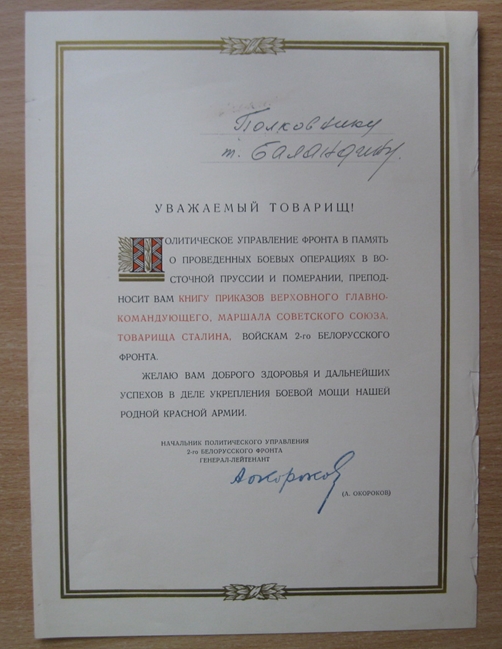 Полковнику
т. Баландину.
УВАЖАЕМЫЙ ТОВАРИЩ!
ПОЛИТИЧЕСКОЕ УПРАВЛЕНИЕ ФРОНТА В ПАМЯТЬ
О ПРОВЕДЕННЫХ БОЕВЫХ ОПЕРАЦИЯХ В ВО-
СТОЧНОЙ ПРУССИИ И ПОМЕРАНИИ, ПРЕПОД-
НОСИТ ВАМ КНИГУ ПРИКАЗОВ ВЕРХОВНОГО ГЛАВНО-
КОМАНДУЮЩЕГО, МАРШАЛА СОВЕТСКОГО СОЮЗА,
ТОВАРИЩА СТАЛИНА, ВОЙСКАМ 2-го БЕЛОРУССКОГО
ФРОНТА.
ЖЕЛАЮ ВАМ ДОБРОГО ЗДОРОВЬЯ И ДАЛЬНЕЙШИХ
УСПЕХОВ В ДЕЛЕ УКРЕПЛЕНИЯ БОЕВОЙ МОЩИ НАШЕЙ
РОДНОЙ КРАСНОЙ АРМИИ.
НАЧАЛЬНИК ПОЛИТИЧЕСКОГО УПРАВЛЕНИЯ
2-го БЕЛОРУССКОГО ФРОНТА
ГЕНЕРАЛ-ЛЕЙТЕНАНТ
А Окороков
(А. ОКОРОКОВ)